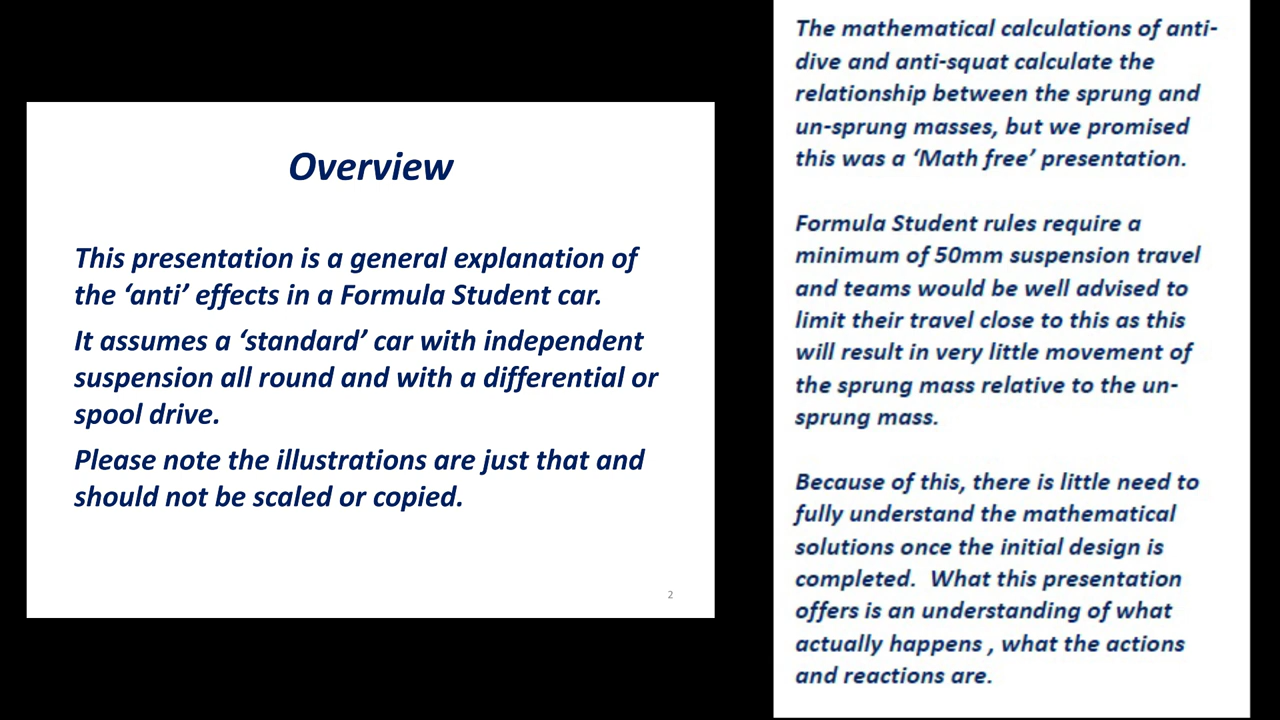 Overview
This presentation is a general explanation of
the ‘anti’ effects in a Formula Student car.
It assumes a ‘standard’ car with independent
suspension all round and with a differential or
spool drive.
Please note the illustrations are just that and
should not be scaled or copied.
2
The mathematical calculations of anti-
dive and anti-squat calculate the
relationship between the sprung and
un-sprung masses, but we promised
this was a ‘Math free’ presentation.
Formula Student rules require a
minimum of 50mm suspension travel
and teams would be well advised to
limit their travel close to this as this
will result in very little movement of
the sprung mass relative to the un-
sprung mass.
Because of this, there is little need to
fully understand the mathematical
solutions once the initial design is
completed.  What this presentation
offers is an understanding of what
actually happens , what the actions
and reactions are.